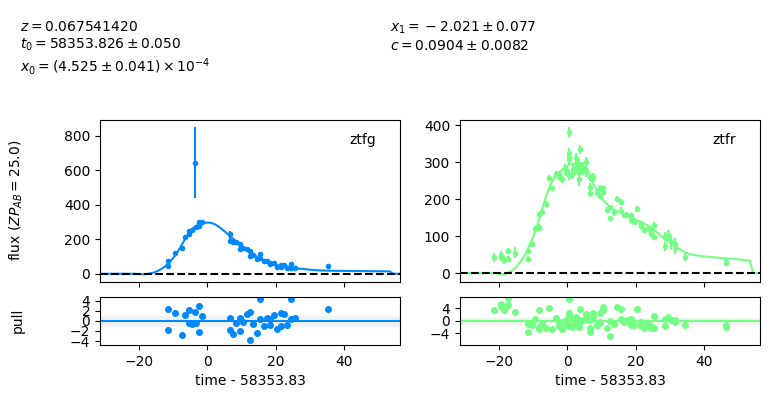 z = 0.067541420
t₀ = 58353.826 ± 0.050
x₀ = (4.525 ± 0.041) × 10⁻⁴
x₁ = −2.021 ± 0.077
c = 0.0904 ± 0.0082
flux (ZP_AB = 25.0)
800
600
400
200
0
ztfg
400
300
200
100
0
ztfr
pull
4
2
0
−2
−4
−20
0
20
40
time - 58353.83
4
0
−4
−20
0
20
40
time - 58353.83